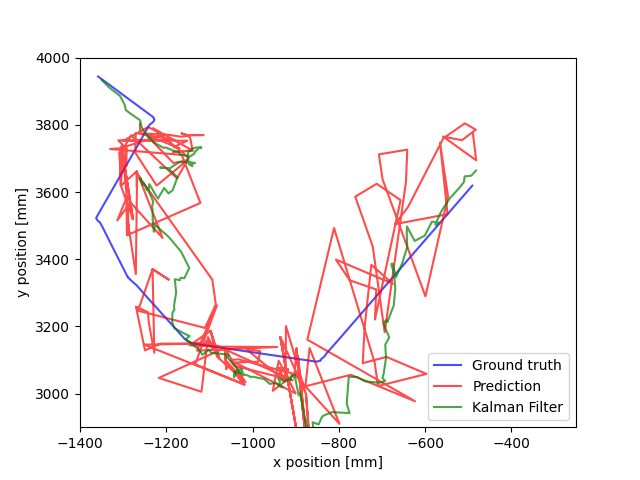 4000
3800
3600
3400
3200
3000
y position [mm]
−1400 −1200 −1000 −800 −600 −400
x position [mm]
Ground truth
Prediction
Kalman Filter